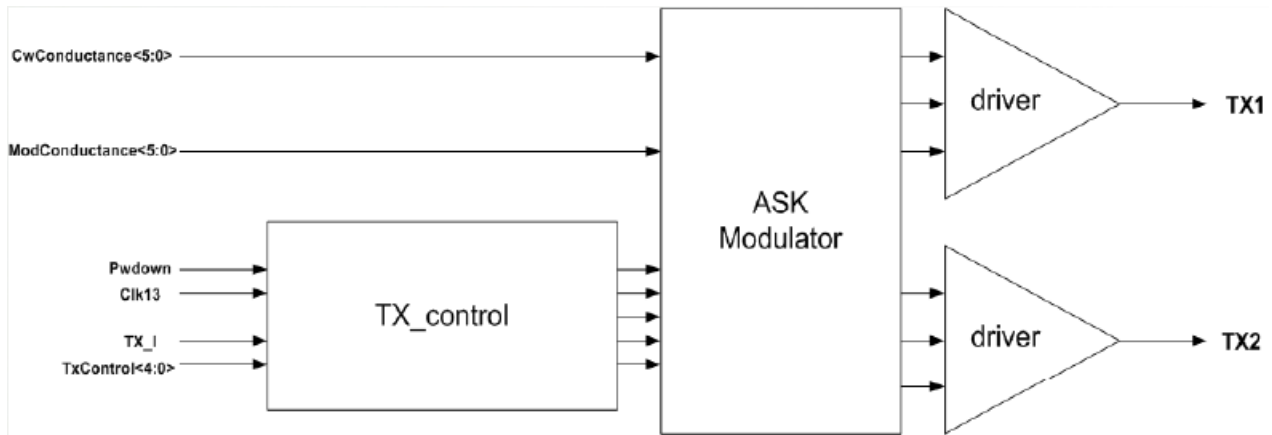 CwConductance<5:0>
ModConductance<5:0>
Pwdown
Clk13
TX_I
TxControl<4:0>
TX_control
ASK
Modulator
driver
TX1
driver
TX2